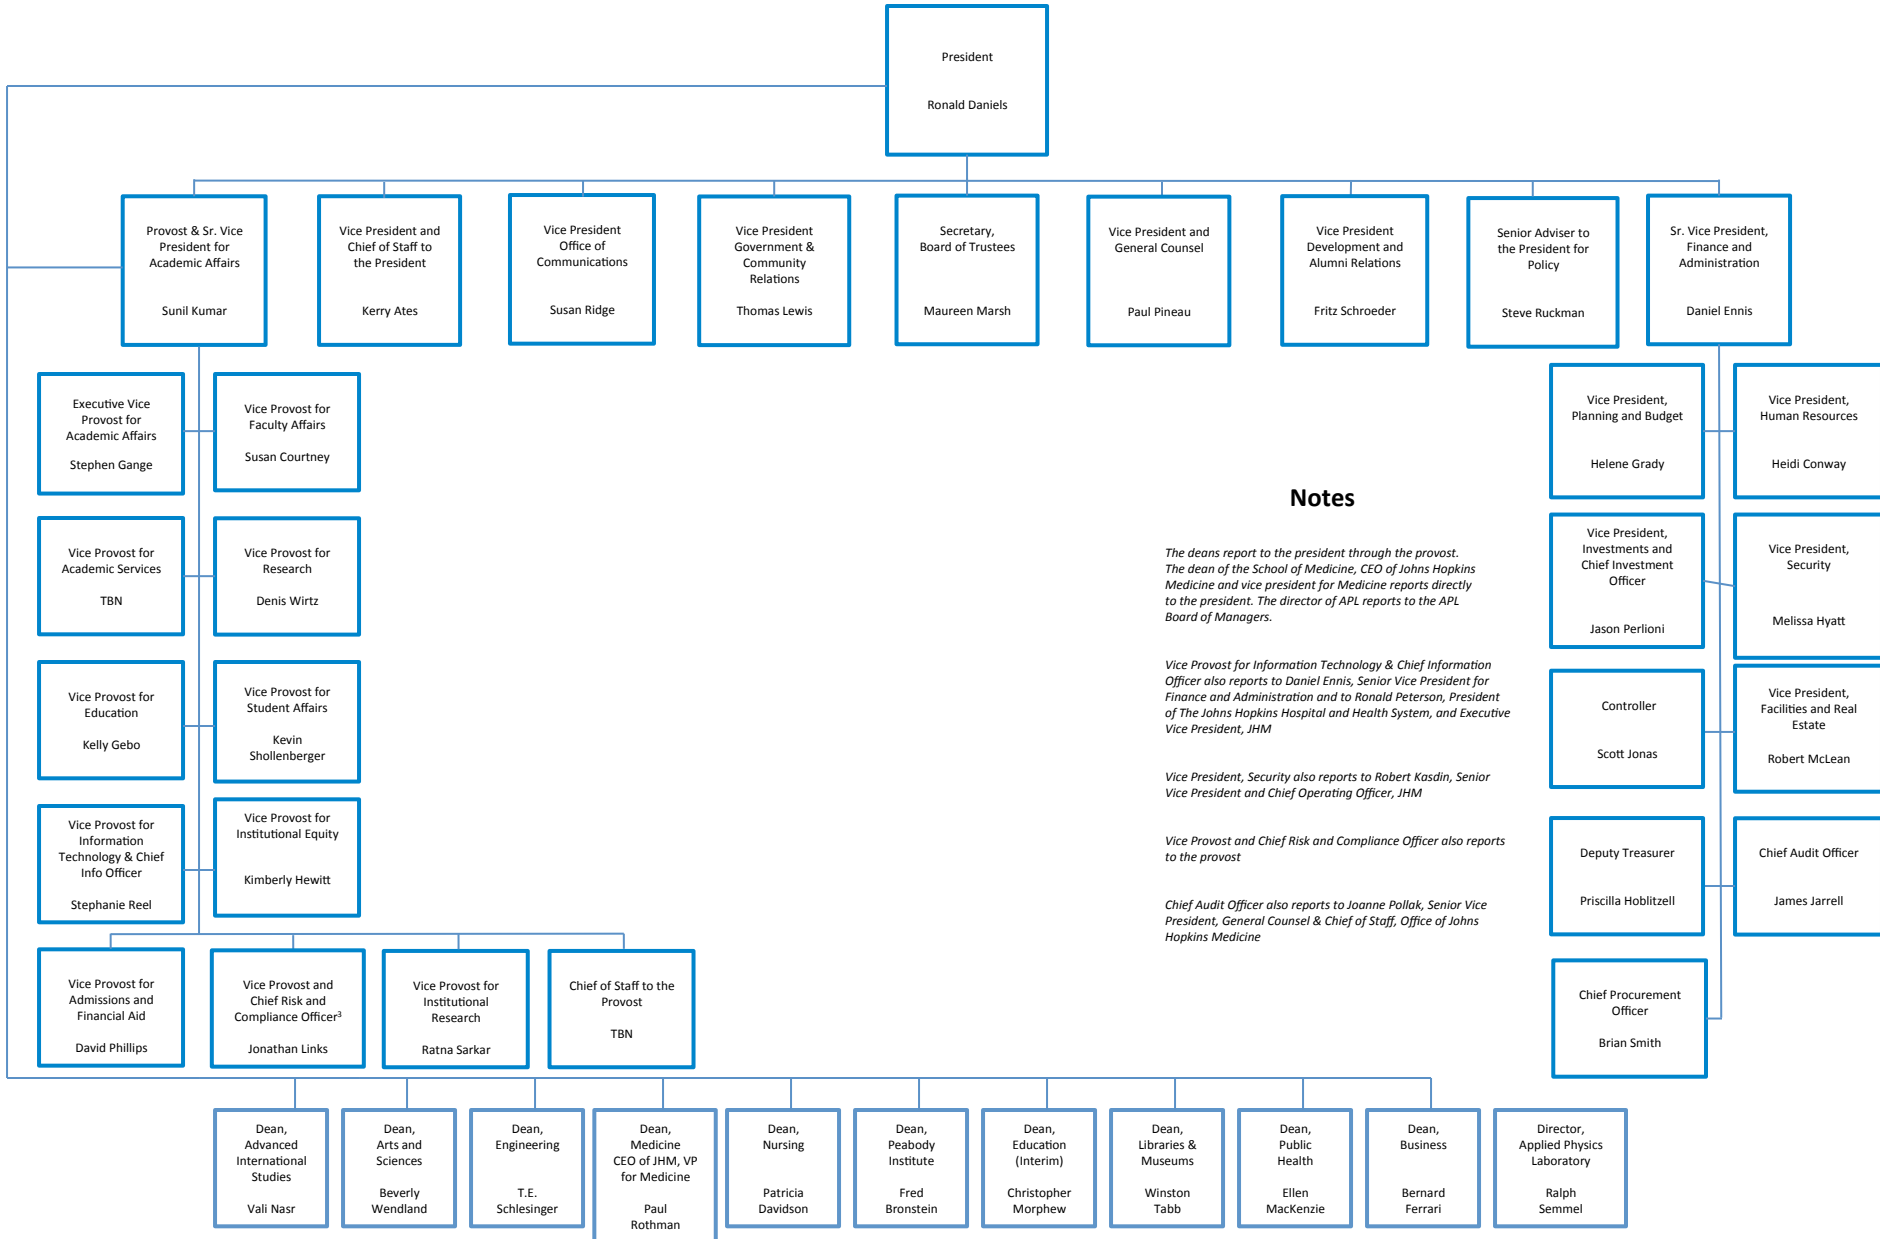 President
Ronald Daniels
Provost & Sr. Vice
President for
Academic Affairs
Sunil Kumar
Vice President and
Chief of Staff to
the President
Kerry Ates
Vice President
Office of
Communications
Susan Ridge
Vice President
Government &
Community
Relations
Thomas Lewis
Secretary,
Board of Trustees
Maureen Marsh
Vice President and
General Counsel
Paul Pineau
Vice President
Development and
Alumni Relations
Fritz Schroeder
Senior Adviser to
the President for
Policy
Steve Ruckman
Sr. Vice President,
Finance and
Administration
Daniel Ennis
Executive Vice
Provost for
Academic Affairs
Stephen Gange
Vice Provost for
Faculty Affairs
Susan Courtney
Vice Provost for
Academic Services
TBN
Vice Provost for
Research
Denis Wirtz
Vice Provost for
Education
Kelly Gebo
Vice Provost for
Student Affairs
Kevin
Shollenberger
Vice Provost for
Information
Technology & Chief
Info Officer
Stephanie Reel
Vice Provost for
Institutional Equity
Kimberly Hewitt
Vice Provost for
Admissions and
Financial Aid
David Phillips
Vice Provost and
Chief Risk and
Compliance Officer³
Jonathan Links
Vice Provost for
Institutional
Research
Ratna Sarkar
Chief of Staff to the
Provost
TBN
Notes
The deans report to the president through the provost.
The dean of the School of Medicine, CEO of Johns Hopkins
Medicine and vice president for Medicine reports directly
to the president. The director of APL reports to the APL
Board of Managers.
Vice Provost for Information Technology & Chief Information
Officer also reports to Daniel Ennis, Senior Vice President for
Finance and Administration and to Ronald Peterson, President
of The Johns Hopkins Hospital and Health System, and Executive
Vice President, JHM
Vice President, Security also reports to Robert Kasdin, Senior
Vice President and Chief Operating Officer, JHM
Vice Provost and Chief Risk and Compliance Officer also reports
to the provost
Chief Audit Officer also reports to Joanne Pollak, Senior Vice
President, General Counsel & Chief of Staff, Office of Johns
Hopkins Medicine
Vice President,
Planning and Budget
Helene Grady
Vice President,
Human Resources
Heidi Conway
Vice President,
Investments and
Chief Investment
Officer
Jason Perlioni
Vice President,
Security
Melissa Hyatt
Controller
Scott Jonas
Vice President,
Facilities and Real
Estate
Robert McLean
Deputy Treasurer
Priscilla Hoblitzell
Chief Audit Officer
James Jarrell
Chief Procurement
Officer
Brian Smith
Dean,
Advanced
International
Studies
Vali Nasr
Dean,
Arts and
Sciences
Beverly
Wendland
Dean,
Engineering
T.E.
Schlesinger
Dean,
Medicine
CEO of JHM, VP
for Medicine
Paul
Rothman
Dean,
Nursing
Patricia
Davidson
Dean,
Peabody
Institute
Fred
Bronstein
Dean,
Education
(Interim)
Christopher
Morphew
Dean,
Libraries &
Museums
Winston
Tabb
Dean,
Public
Health
Ellen
MacKenzie
Dean,
Business
Bernard
Ferrari
Director,
Applied Physics
Laboratory
Ralph
Semmel